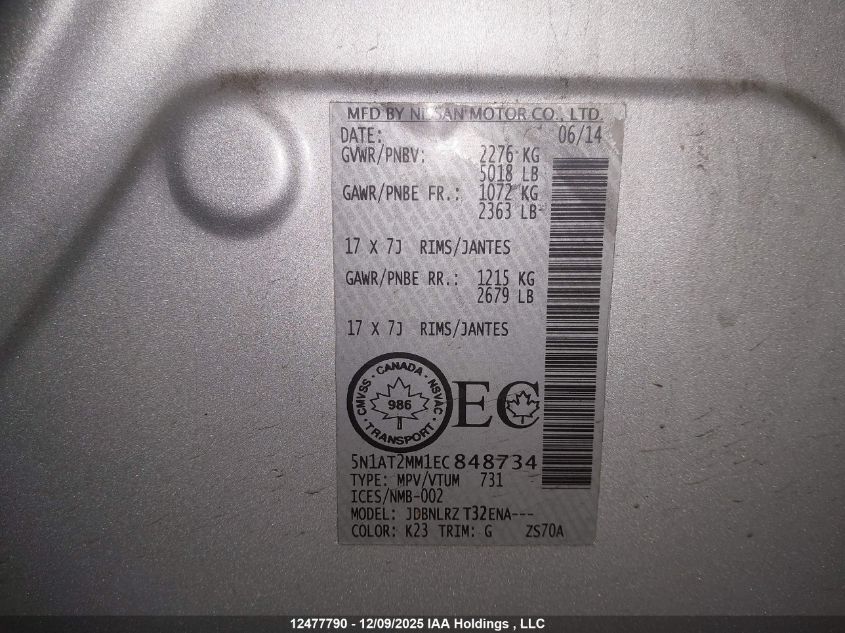 MFD BY NISSAN MOTOR CO., LTD
DATE: 06/14
GVWR/PNBV: 2276 KG
5018 LB
GAWR/PNBE FR.: 1072 KG
2363 LB
17 X 7J RIMS/JANTES
GAWR/PNBE RR.: 1215 KG
2679 LB
17 X 7J RIMS/JANTES
CMVSS · CANADA · NSVAC
986
· TRANSPORT ·
EC
5N1AT2MM1EC848734
TYPE: MPV/VTUM 731
ICES/NMB-002
MODEL: JDBNLRZ T32ENA---
COLOR: K23 TRIM: G ZS70A
12477790 - 12/09/2025 IAA Holdings , LLC